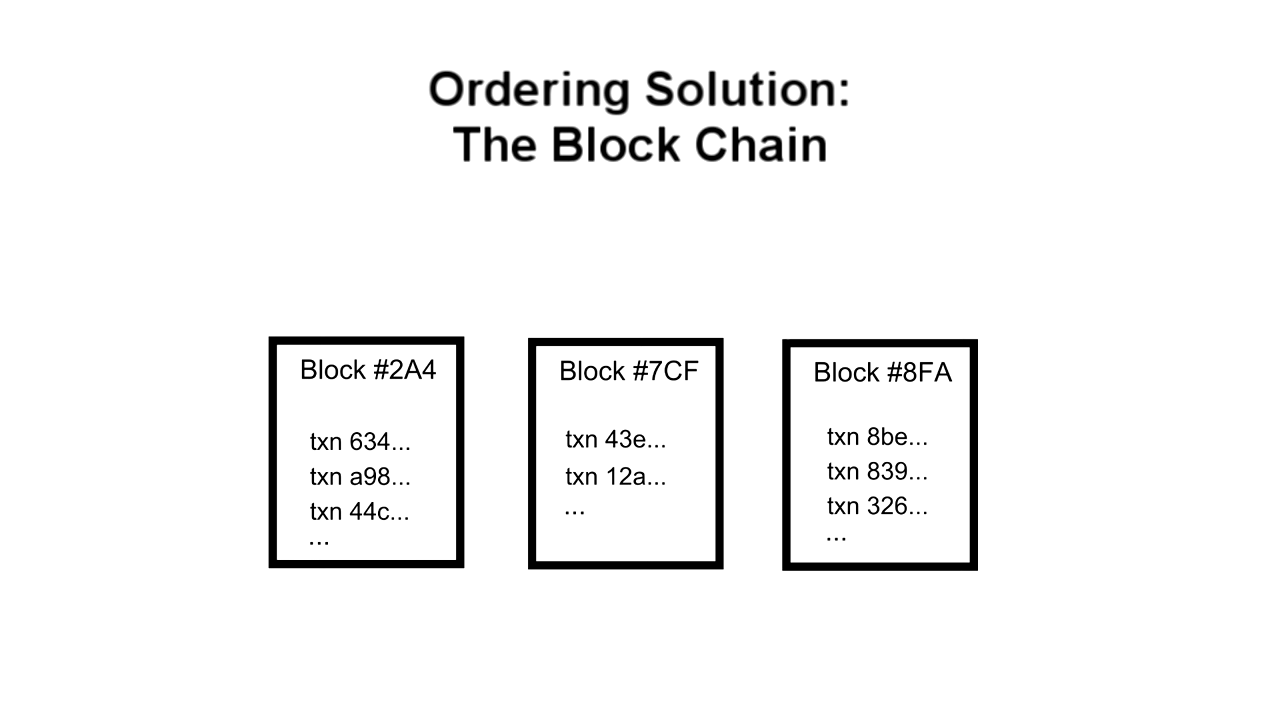 Ordering Solution:
The Block Chain
Block #2A4
txn 634...
txn a98...
txn 44c...
...
Block #7CF
txn 43e...
txn 12a...
...
Block #8FA
txn 8be...
txn 839...
txn 326...
...